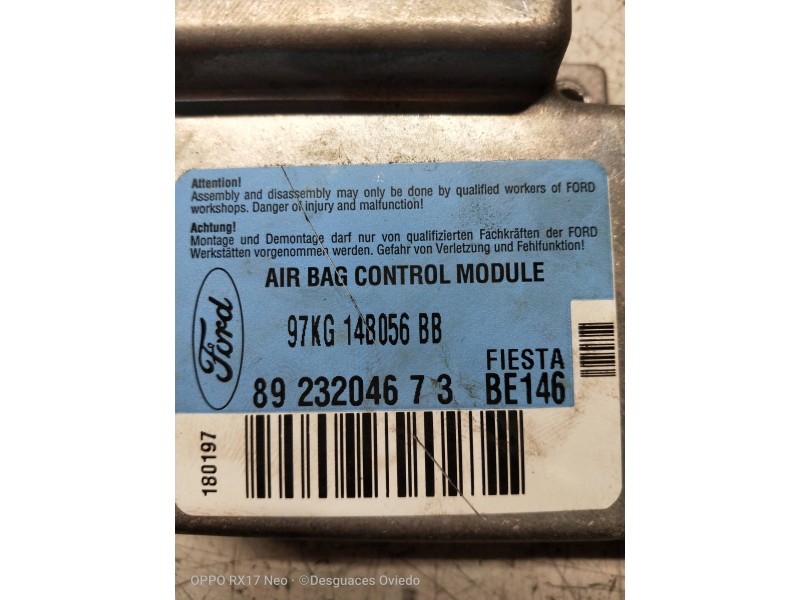 Attention!
Assembly and disassembly may only be done by qualified workers of FORD
workshops. Danger of injury and malfunction!
Achtung!
Montage und Demontage darf nur von qualifizierten Fachkräften der FORD
Werkstätten vorgenommen werden. Gefahr von Verletzung und Fehlfunktion!
AIR BAG CONTROL MODULE
Ford
97KG 14B056 BB
FIESTA
89 232046 7 3 BE146
180197
OPPO RX17 Neo • ©Desguaces Oviedo